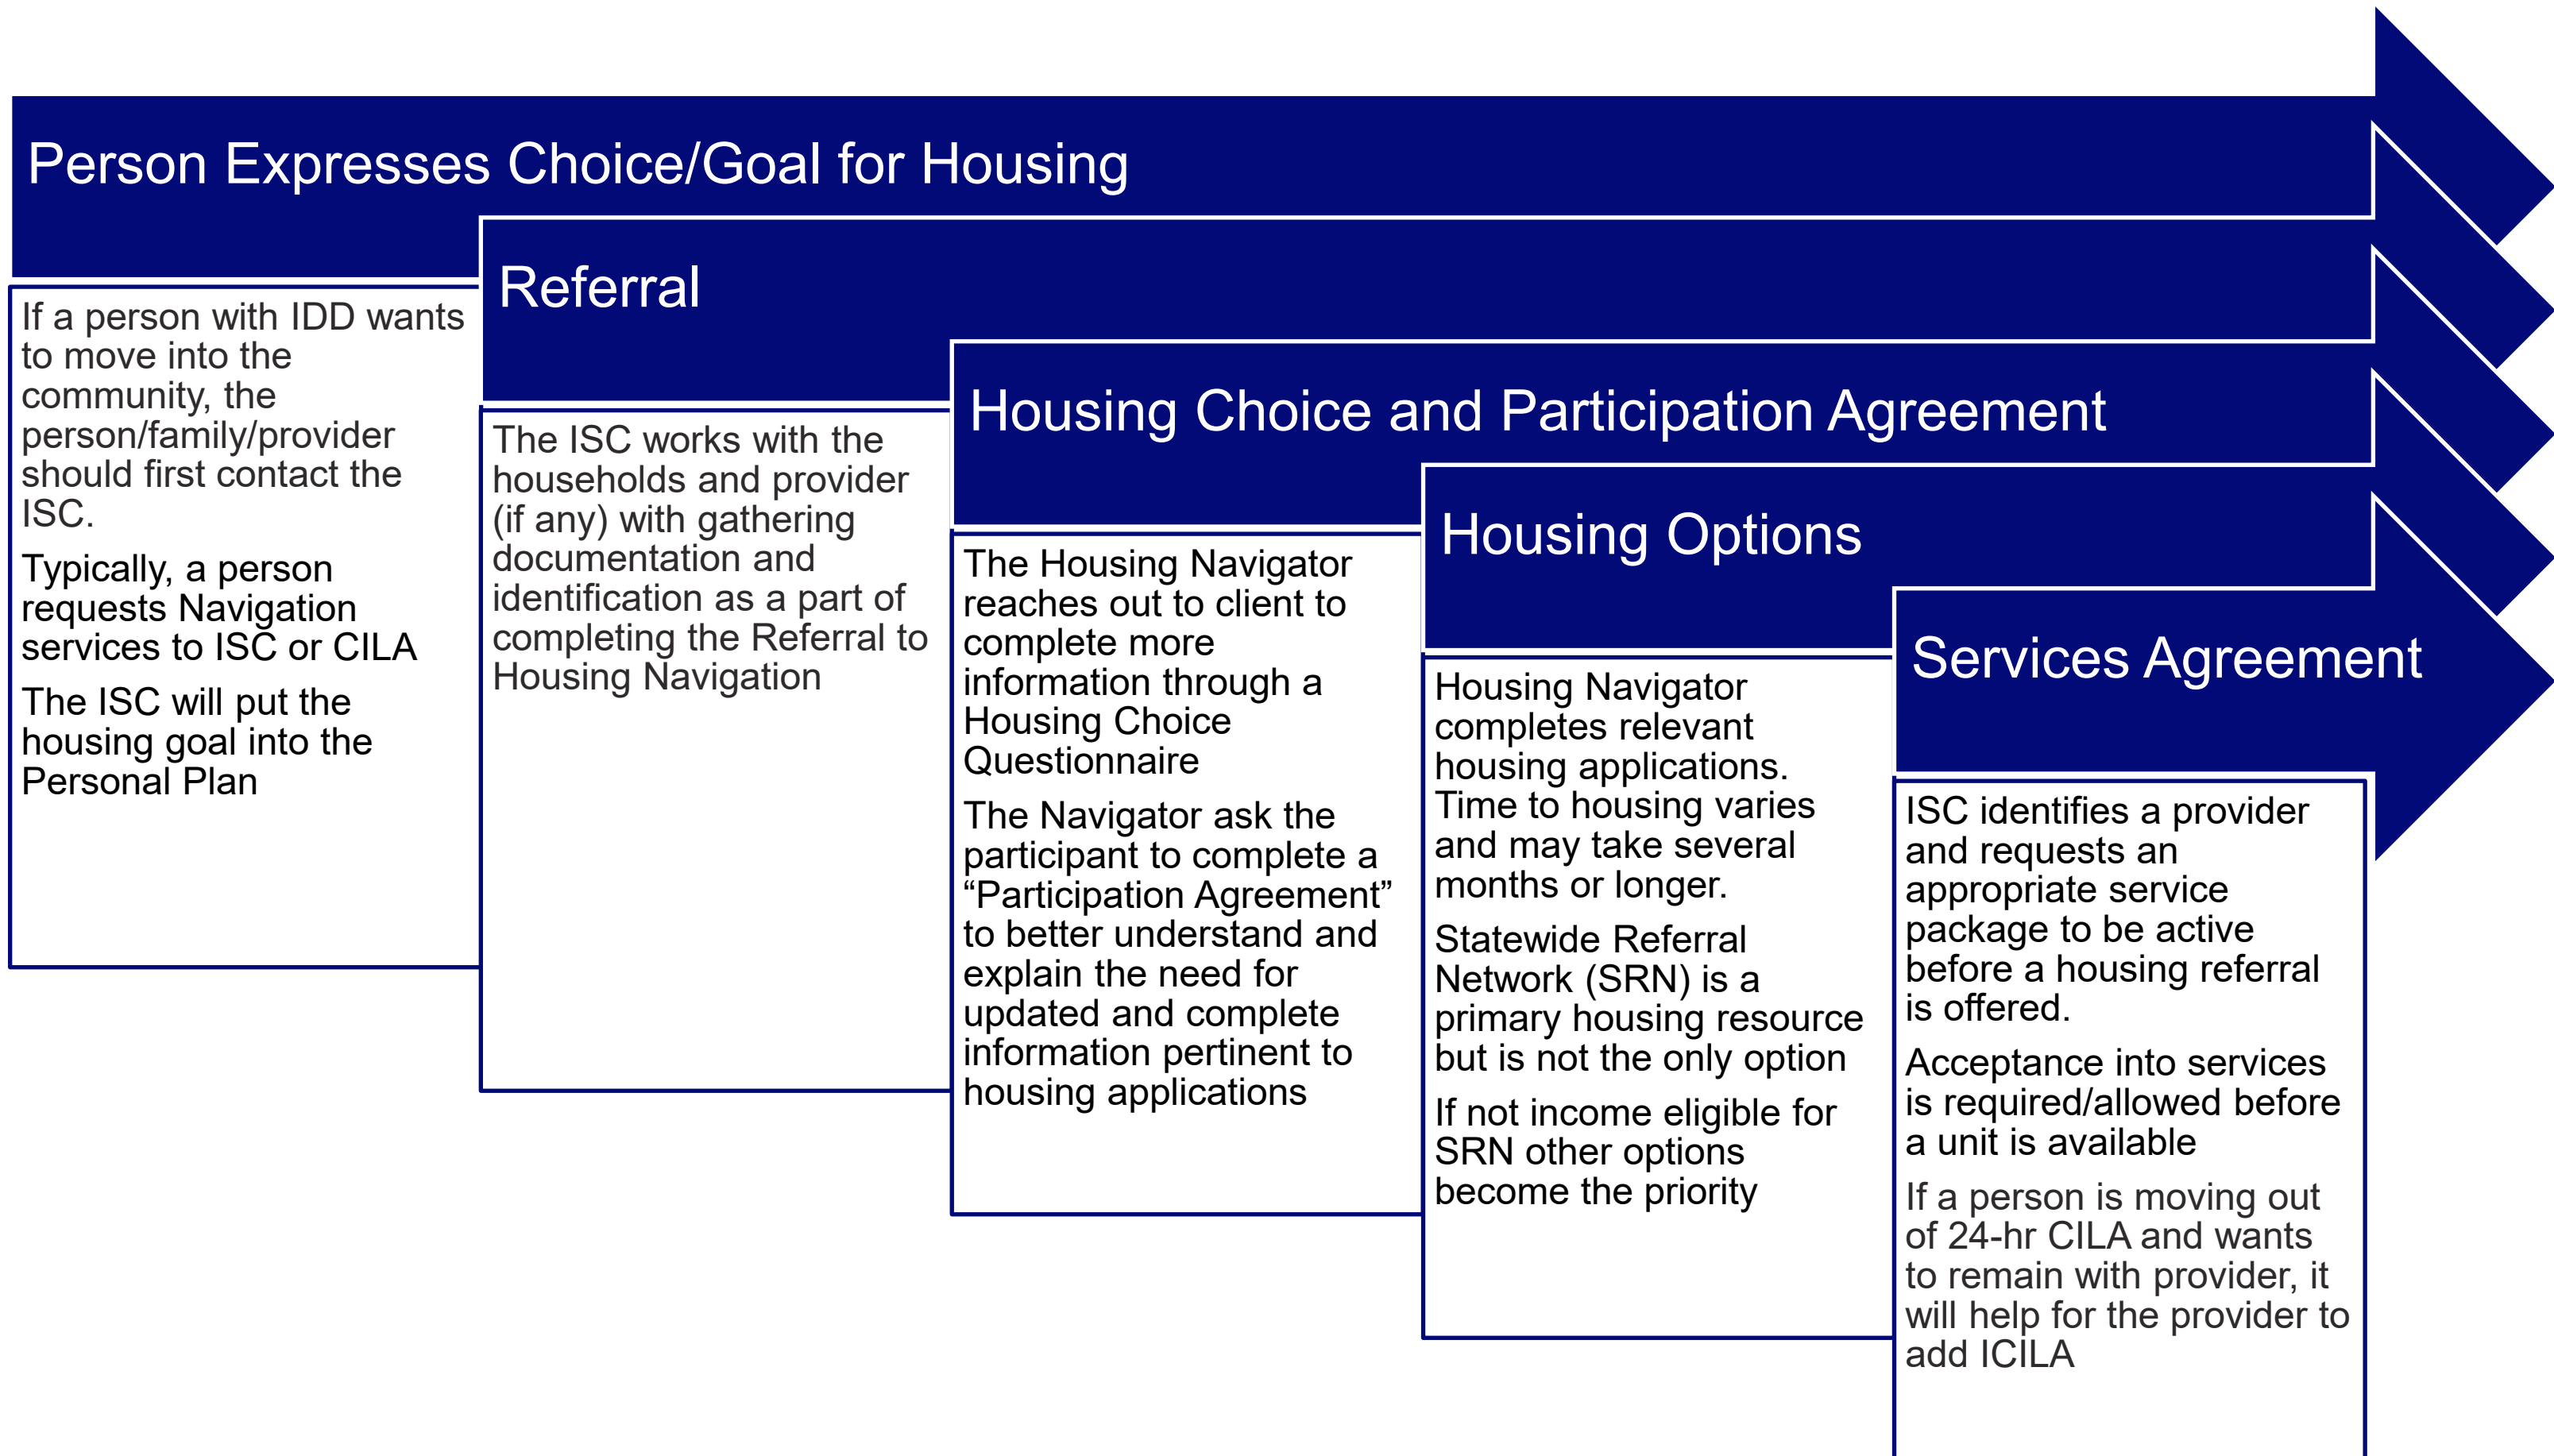 Person Expresses Choice/Goal for Housing
If a person with IDD wants
to move into the
community, the
person/family/provider
should first contact the
ISC.
Typically, a person
requests Navigation
services to ISC or CILA
The ISC will put the
housing goal into the
Personal Plan
Referral
The ISC works with the
households and provider
(if any) with gathering
documentation and
identification as a part of
completing the Referral to
Housing Navigation
Housing Choice and Participation Agreement
The Housing Navigator
reaches out to client to
complete more
information through a
Housing Choice
Questionnaire
The Navigator ask the
participant to complete a
“Participation Agreement”
to better understand and
explain the need for
updated and complete
information pertinent to
housing applications
Housing Options
Housing Navigator
completes relevant
housing applications.
Time to housing varies
and may take several
months or longer.
Statewide Referral
Network (SRN) is a
primary housing resource
but is not the only option
If not income eligible for
SRN other options
become the priority
Services Agreement
ISC identifies a provider
and requests an
appropriate service
package to be active
before a housing referral
is offered.
Acceptance into services
is required/allowed before
a unit is available
If a person is moving out
of 24-hr CILA and wants
to remain with provider, it
will help for the provider to
add ICILA